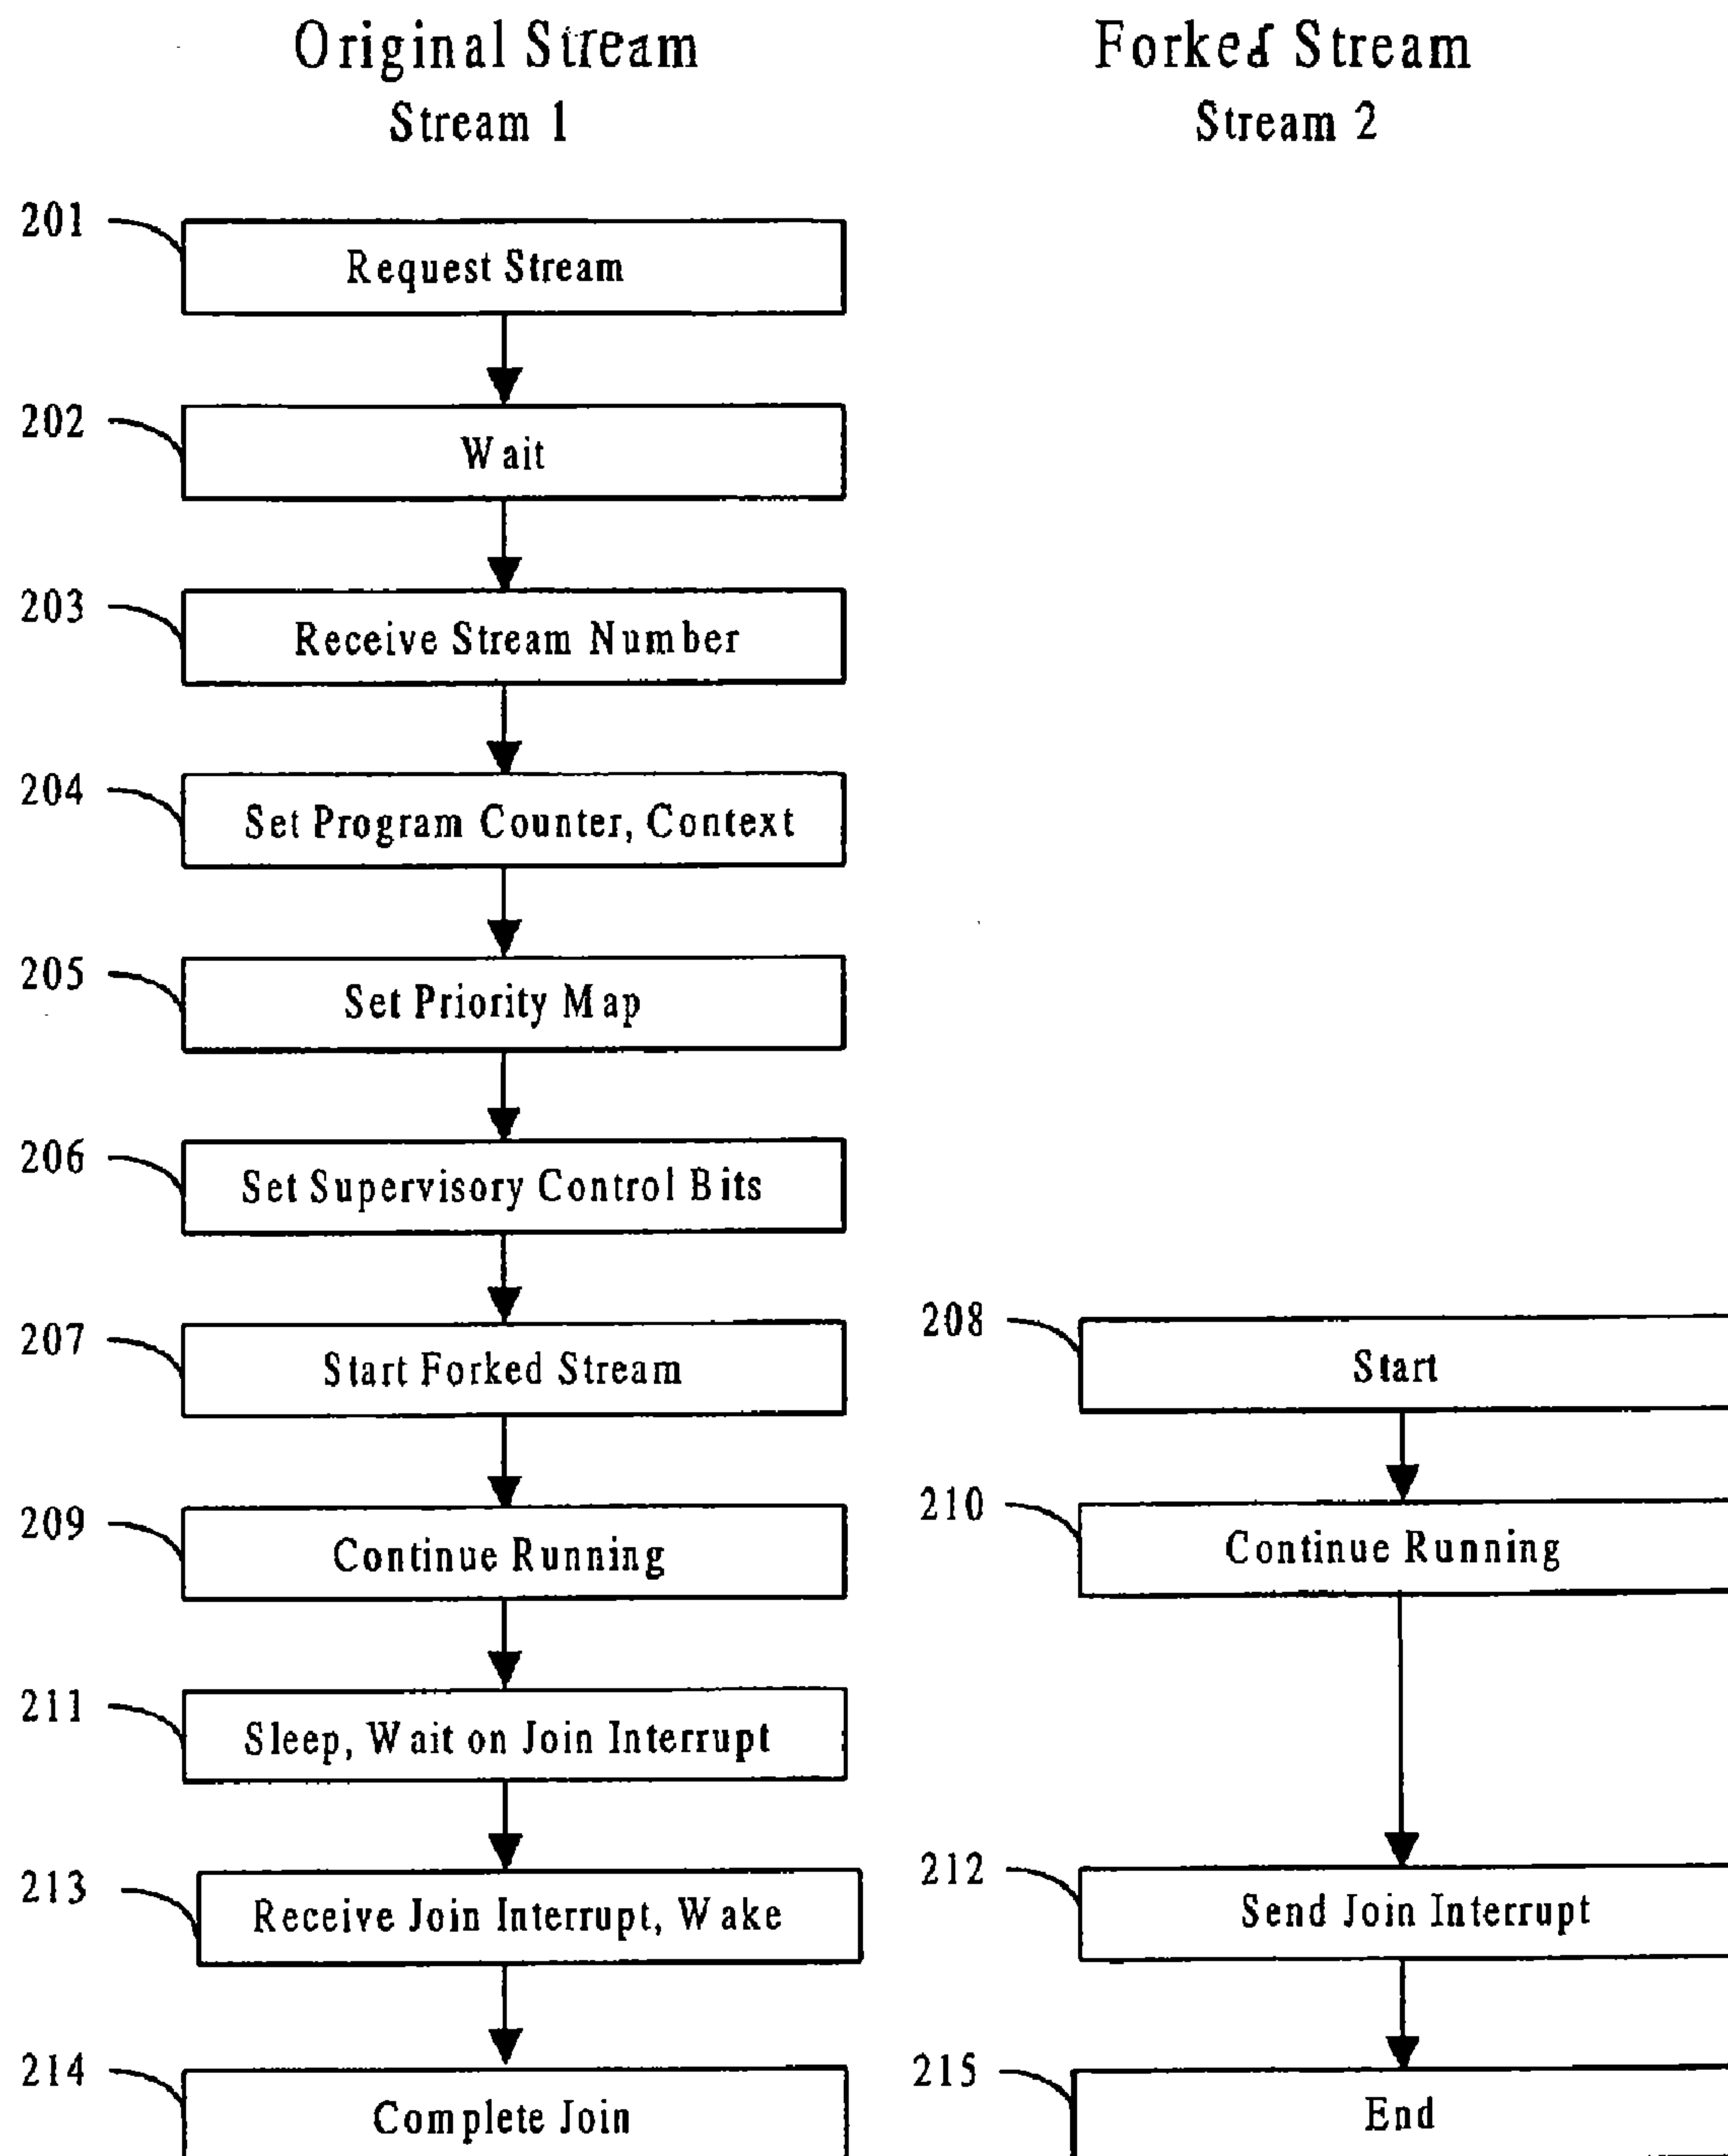 Original Stream
Stream 1
Forked Stream
Stream 2
201
Request Stream
202
Wait
203
Receive Stream Number
204
Set Program Counter, Context
205
Set Priority Map
206
Set Supervisory Control Bits
207
Start Forked Stream
208
Start
209
Continue Running
210
Continue Running
211
Sleep, Wait on Join Interrupt
212
Send Join Interrupt
213
Receive Join Interrupt, Wake
214
Complete Join
215
End